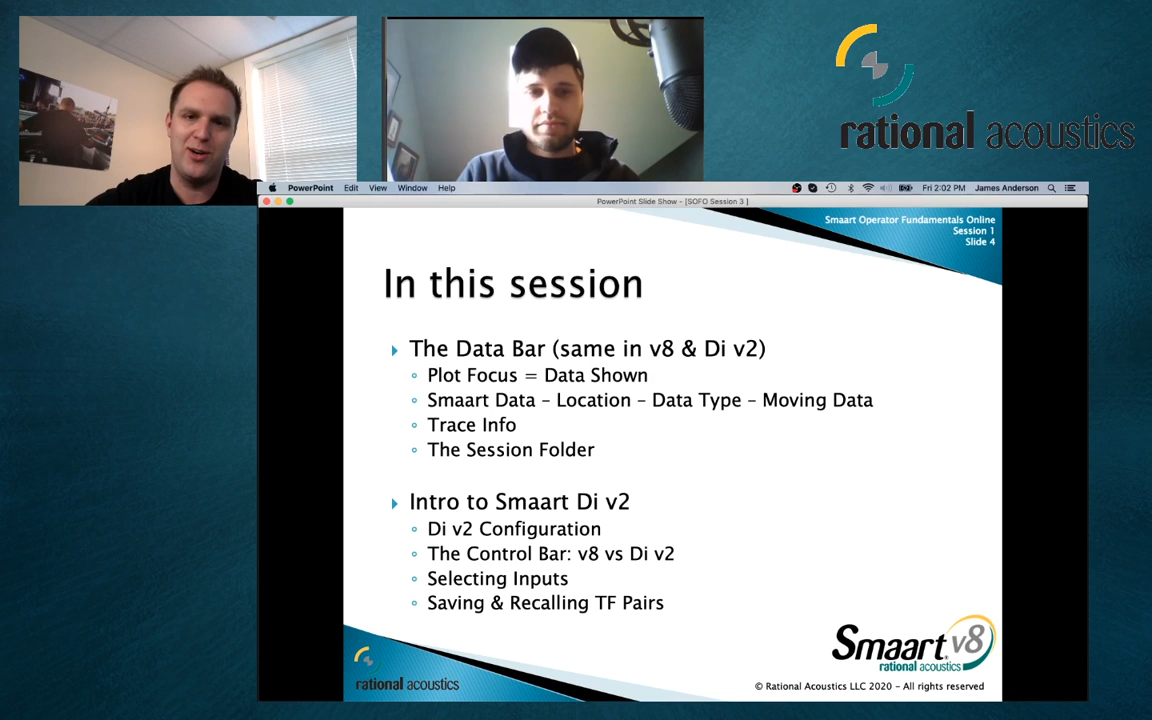 rational acoustics
PowerPoint Edit View Window Help
Fri 2:02 PM James Anderson
PowerPoint Slide Show - [SOFO Session 3 ]
Smaart Operator Fundamentals Online
Session 1
Slide 4
In this session
The Data Bar (same in v8 & Di v2)
Plot Focus = Data Shown
Smaart Data – Location – Data Type – Moving Data
Trace Info
The Session Folder
Intro to Smaart Di v2
Di v2 Configuration
The Control Bar: v8 vs Di v2
Selecting Inputs
Saving & Recalling TF Pairs
Smaart® v8
rational acoustics
rational acoustics
© Rational Acoustics LLC 2020 – All rights reserved